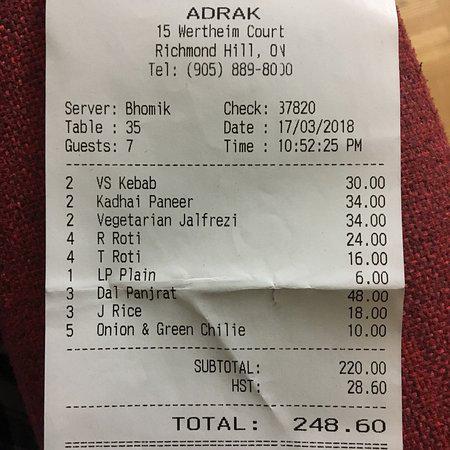 ADRAK
15 Wertheim Court
Richmond Hill, ON
Tel: (905) 889-8000
Server: Bhomik Check: 37820
Table : 35 Date : 17/03/2018
Guests: 7 Time : 10:52:25 PM
2 VS Kebab 30.00
2 Kadhai Paneer 34.00
2 Vegetarian Jalfrezi 34.00
4 R Roti 24.00
4 T Roti 16.00
1 LP Plain 6.00
3 Dal Panjrat 48.00
3 J Rice 18.00
5 Onion & Green Chilie 10.00
SUBTOTAL: 220.00
HST: 28.60
TOTAL: 248.60